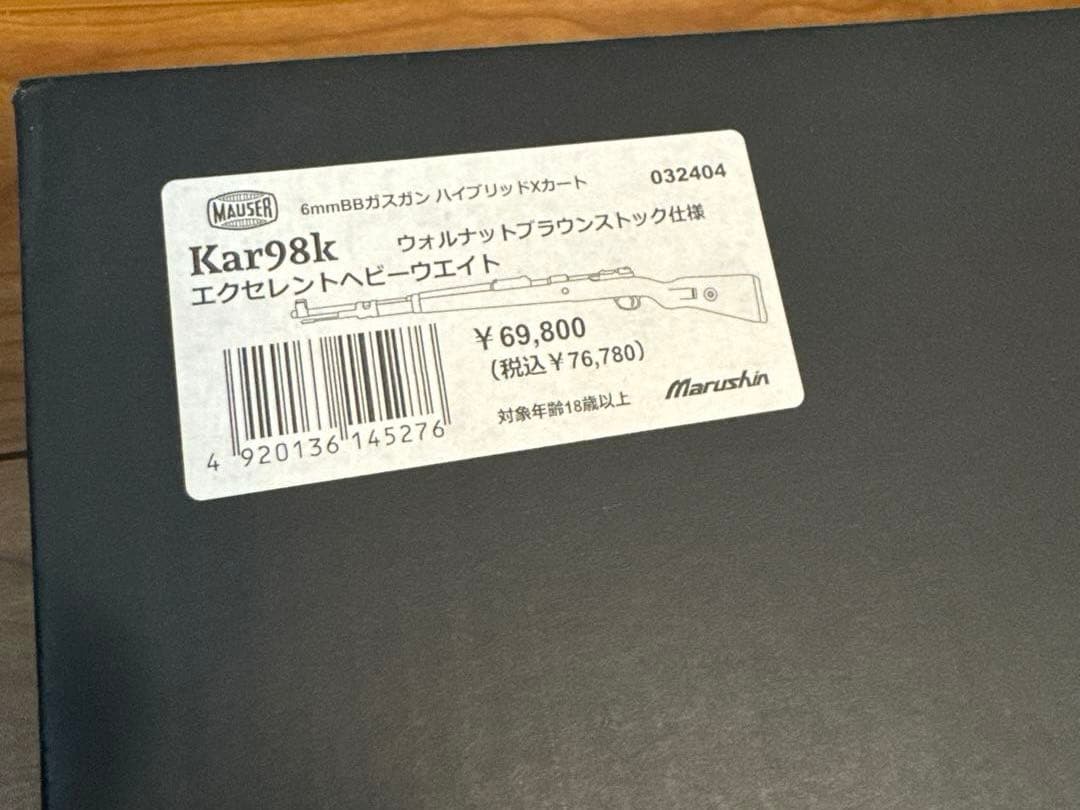 MAUSER
6mmBBガスガン ハイブリッドXカート
032404
Kar98k
ウォルナットブラウンストック仕様
エクセレントヘビーウエイト
￥69,800
（税込￥76,780）
対象年齢18歳以上
Marushin
4 920136 145276